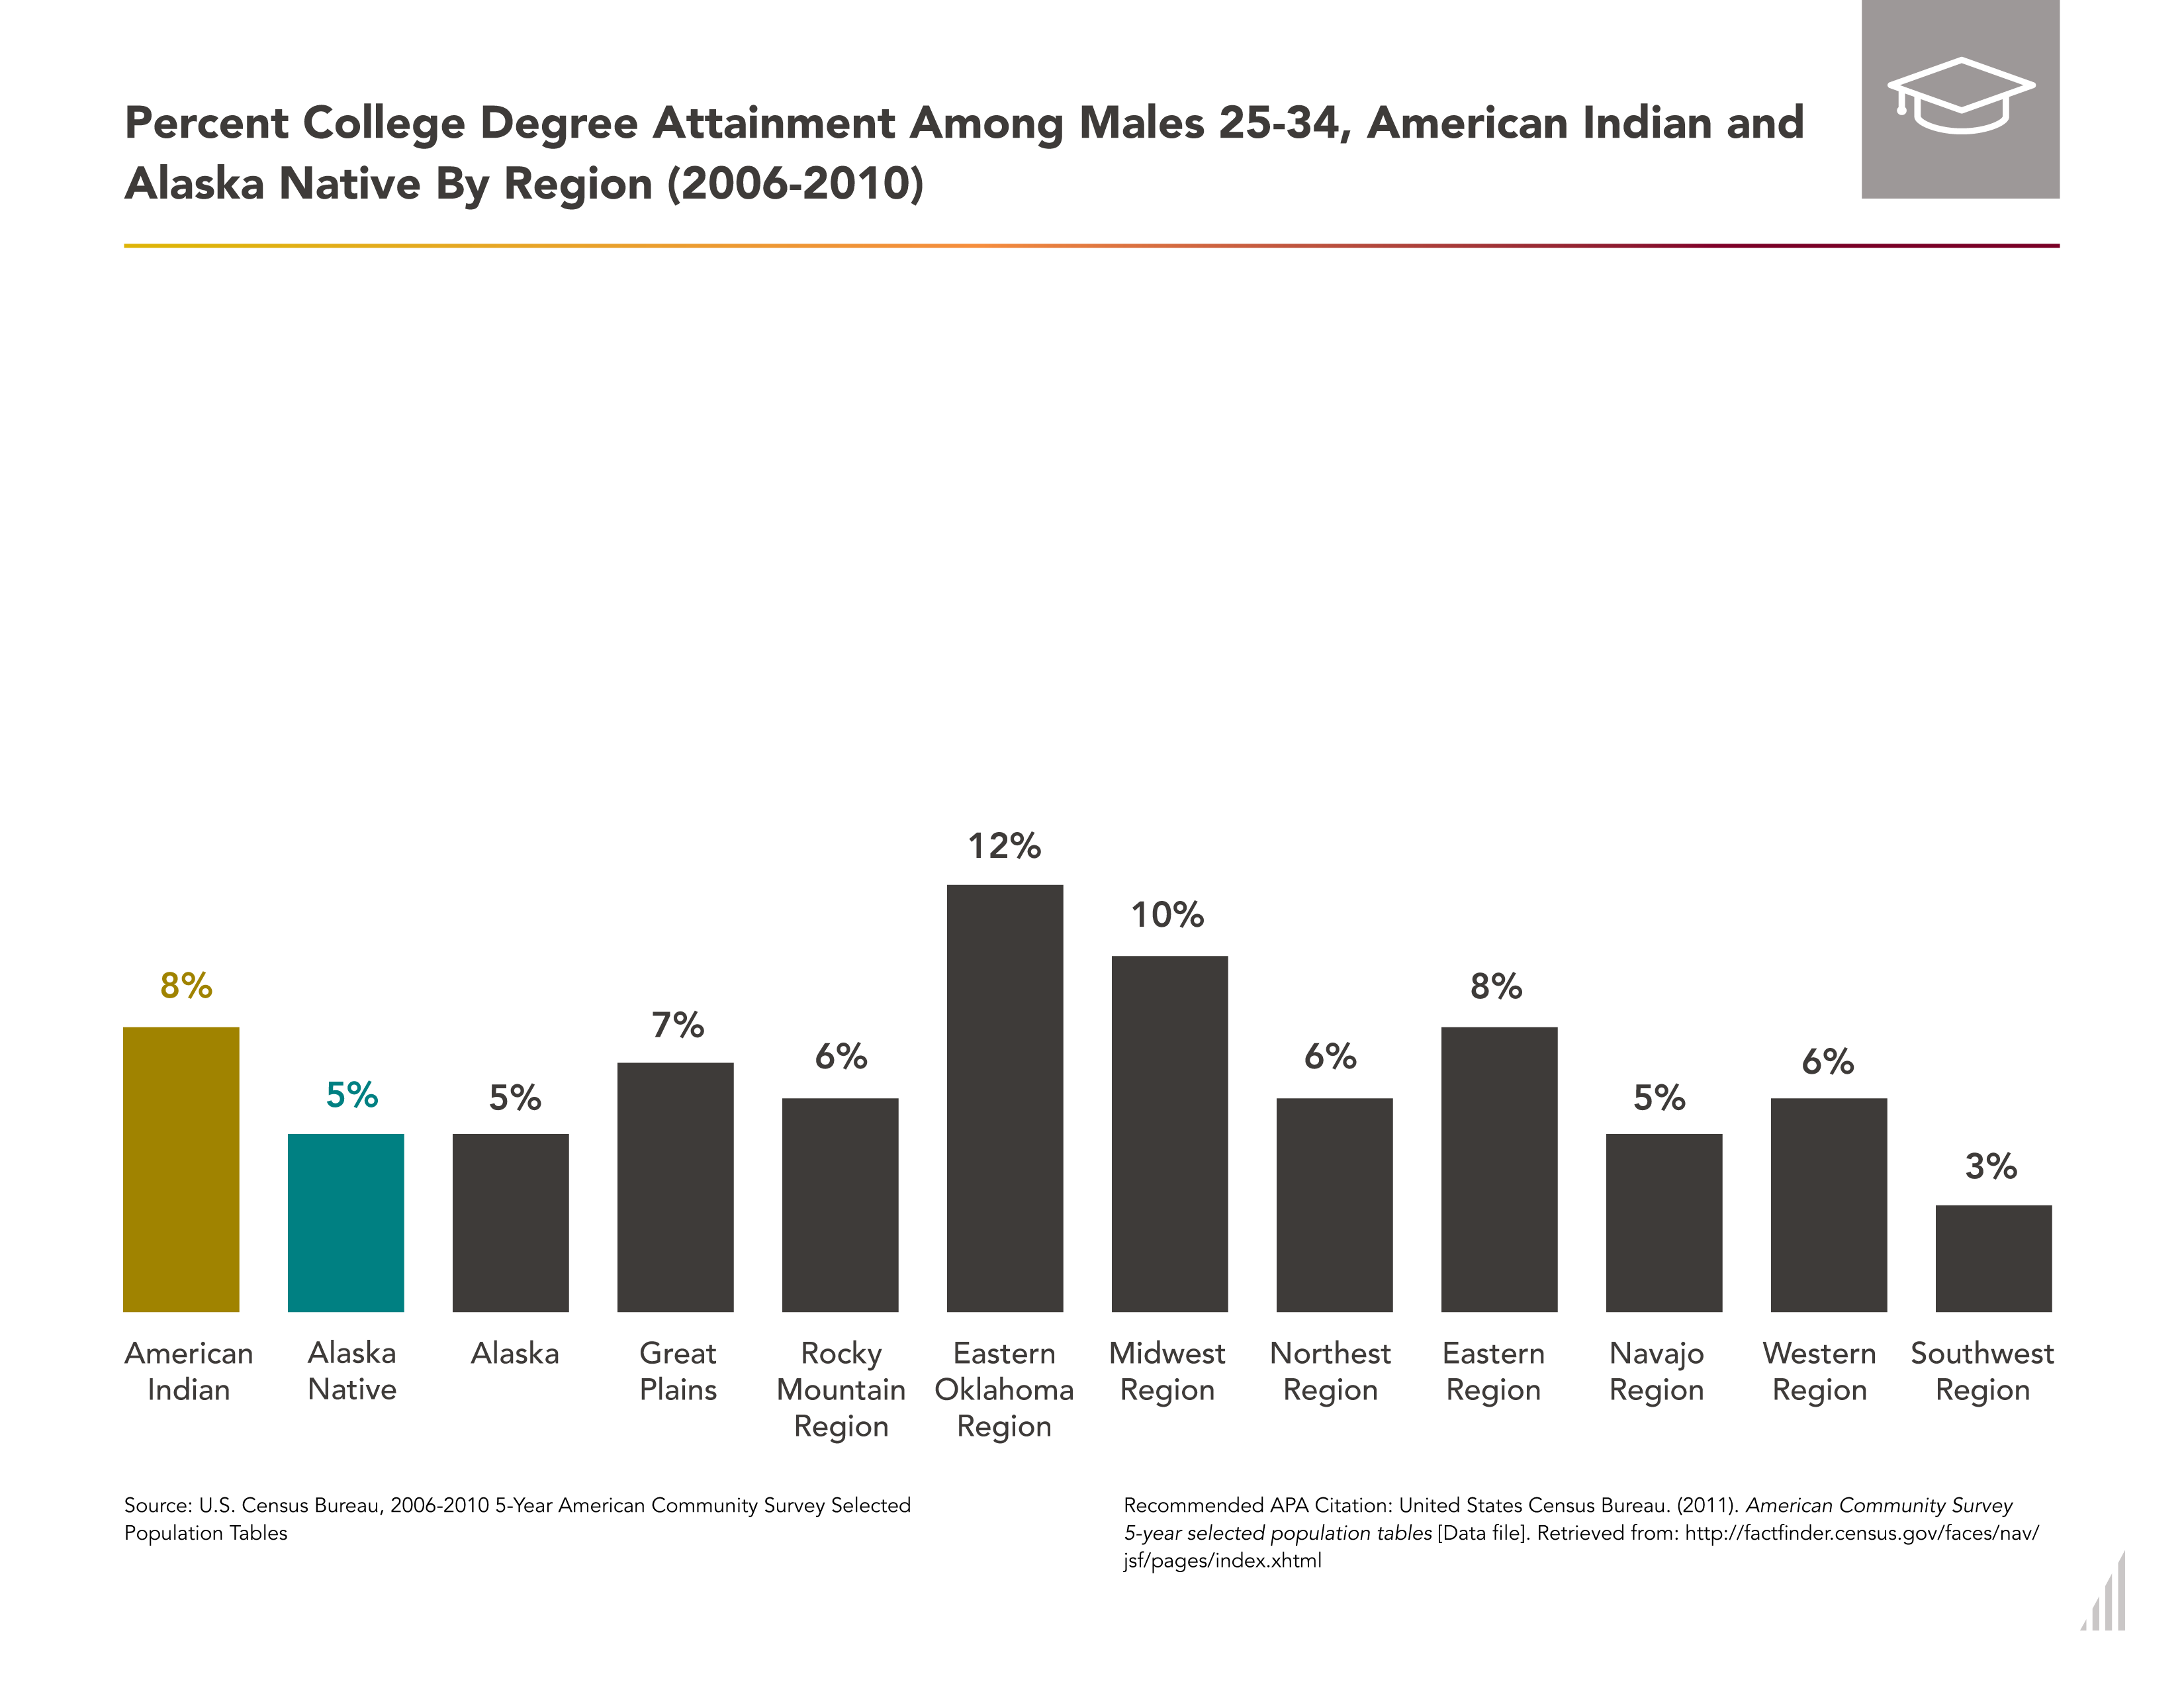 Percent College Degree Attainment Among Males 25-34, American Indian and
Alaska Native By Region (2006-2010)
12%
10%
8%
8%
7%
6%
6%
6%
5%
5%
5%
3%
American
Indian
Alaska
Native
Alaska
Great
Plains
Rocky
Mountain
Region
Eastern
Oklahoma
Region
Midwest
Region
Northest
Region
Eastern
Region
Navajo
Region
Western
Region
Southwest
Region
Source: U.S. Census Bureau, 2006-2010 5-Year American Community Survey Selected
Population Tables
Recommended APA Citation: United States Census Bureau. (2011). American Community Survey
5-year selected population tables [Data file]. Retrieved from: http://factfinder.census.gov/faces/nav/
jsf/pages/index.xhtml